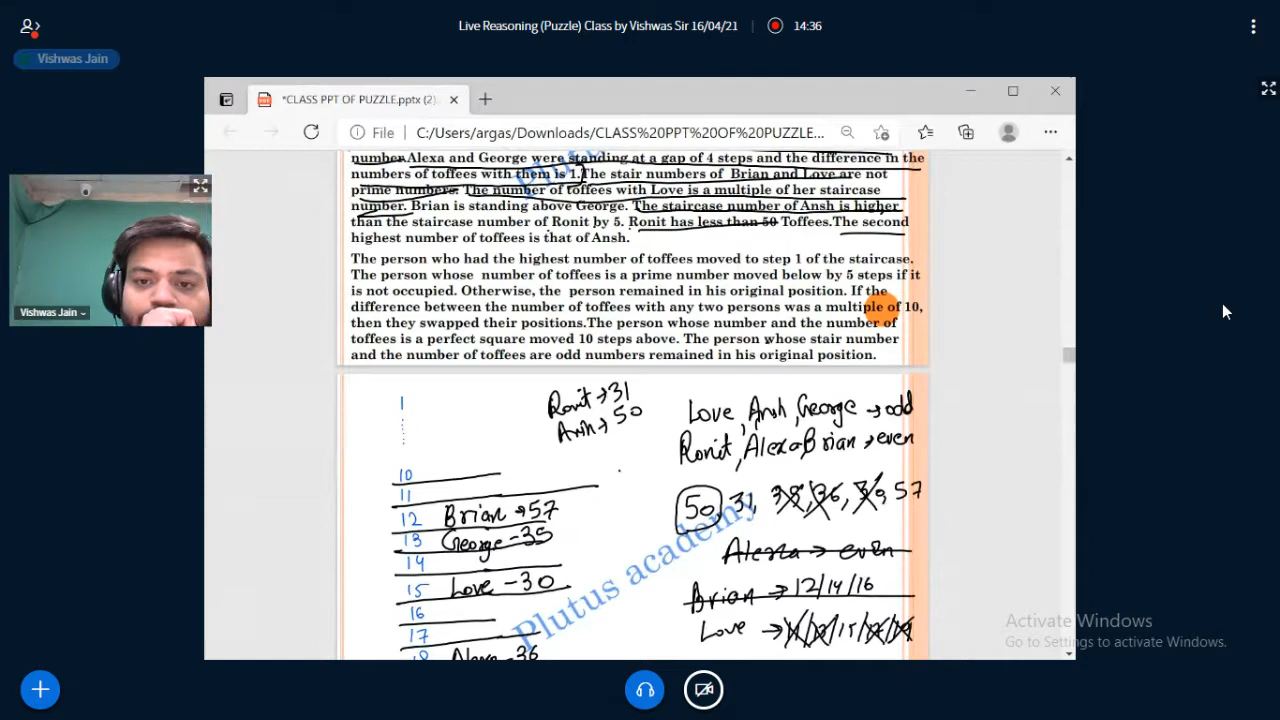 Live Reasoning (Puzzle) Class by Vishwas Sir 16/04/21
14:36
Vishwas Jain
*CLASS PPT OF PUZZLE.pptx (2).
File
C:/Users/argas/Downloads/CLASS%20PPT%20OF%20PUZZLE...
number.Alexa and George were standing at a gap of 4 steps and the difference in the
numbers of toffees with them is 1.The stair numbers of Brian and Love are not
prime numbers. The number of toffees with Love is a multiple of her staircase
number. Brian is standing above George. The staircase number of Ansh is higher
than the staircase number of Ronit by 5. Ronit has less than 50 Toffees.The second
highest number of toffees is that of Ansh.
The person who had the highest number of toffees moved to step 1 of the staircase.
The person whose number of toffees is a prime number moved below by 5 steps if it
is not occupied. Otherwise, the person remained in his original position. If the
difference between the number of toffees with any two persons was a multiple of 10,
then they swapped their positions.The person whose number and the number of
toffees is a perfect square moved 10 steps above. The person whose stair number
and the number of toffees are odd numbers remained in his original position.
Vishwas Jain
1
Ronit → 31
Ansh → 50
Love, Ansh, George → odd
Ronit, Alexa, Brian → even
10
11
12 Brian → 57
50, 31, 35, 36, 30, 57
13 George - 35
14
Alexa → even
15 Love - 30
Brian → 12/14/16
16
17
Love →
18 Alexa - 36
Plutus academy
Activate Windows
Go to Settings to activate Windows.